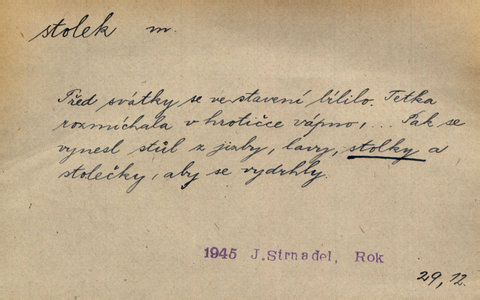 stolek m.
Před svátky se ve stavení bílilo. Tetka
rozmíchala v hrotičce vápno, ... Pak se
vynesl stůl z jizby, lavy, stolky a
stolečky, aby se vydrhly.
1945 J.Strnadel, Rok
29, 12.